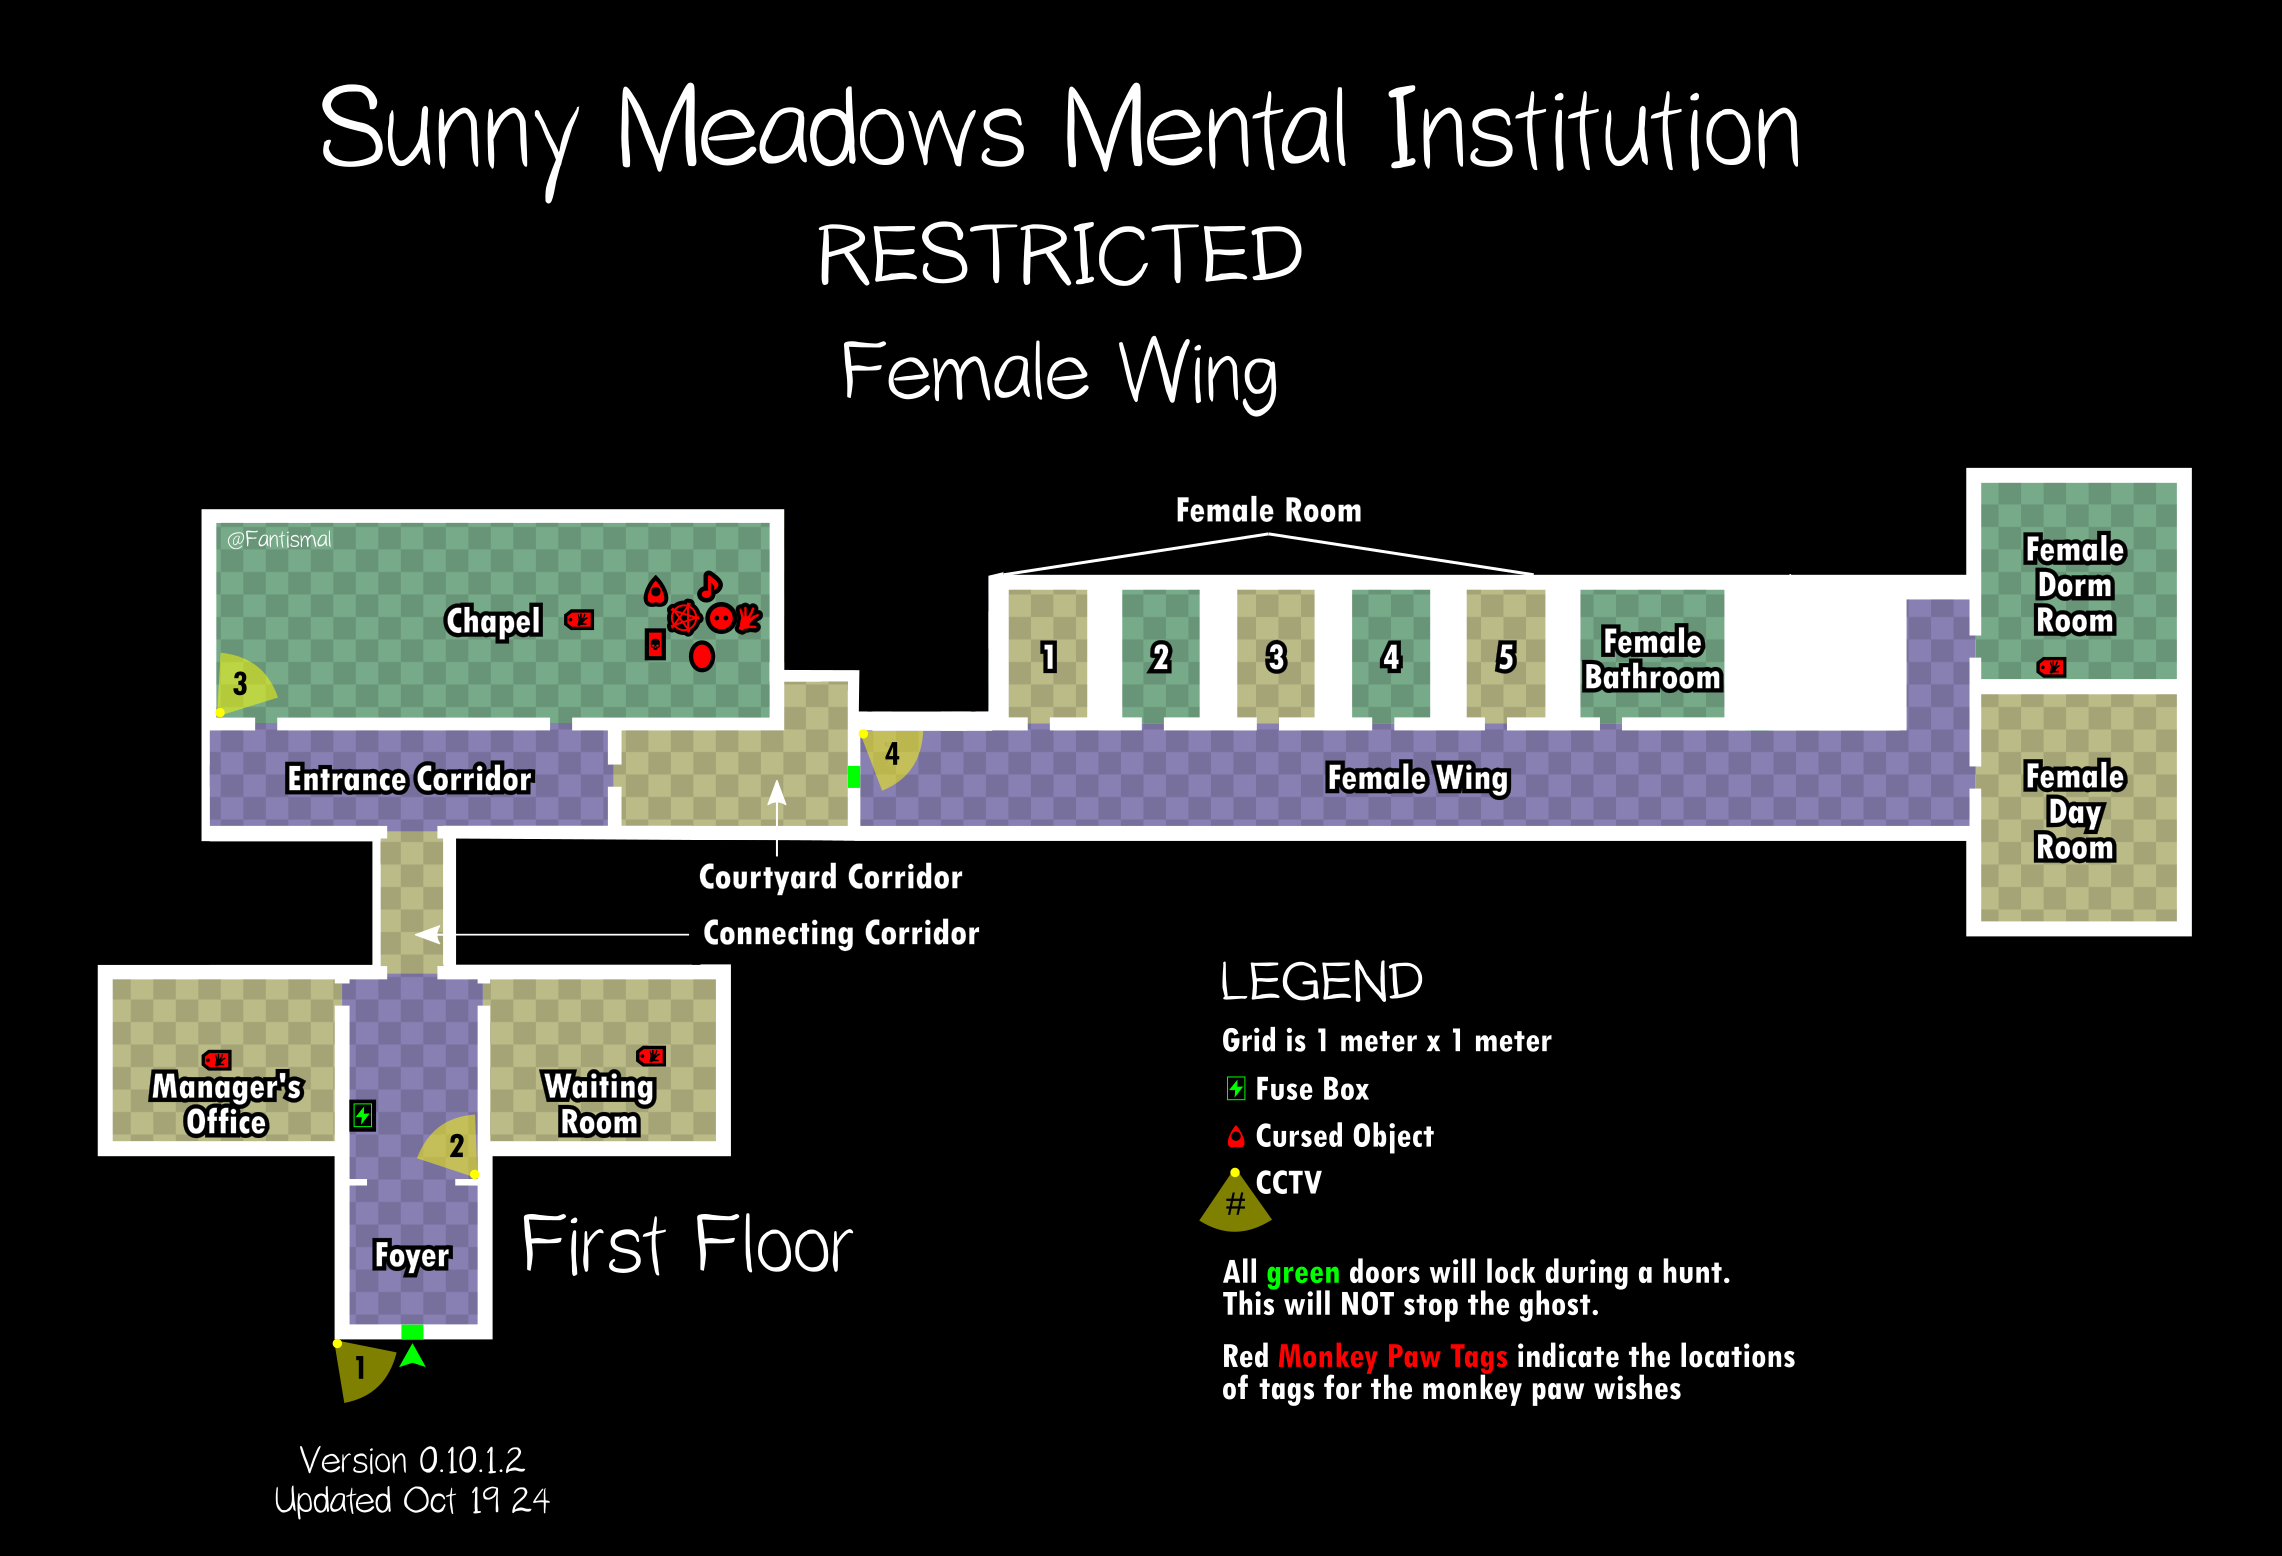 Sunny Meadows Mental Institution
RESTRICTED
Female Wing
Female Room
@Fantismal
Chapel
3
1
2
3
4
5
Female
Bathroom
Female
Dorm
Room
Entrance Corridor
4
Female Wing
Female
Day
Room
Courtyard Corridor
Connecting Corridor
Manager's
Office
Waiting
Room
2
Foyer
First Floor
1
LEGEND
Grid is 1 meter x 1 meter
Fuse Box
Cursed Object
CCTV
#
All green doors will lock during a hunt.
This will NOT stop the ghost.
Red Monkey Paw Tags indicate the locations
of tags for the monkey paw wishes
Version 0.10.1.2
Updated Oct 19 24